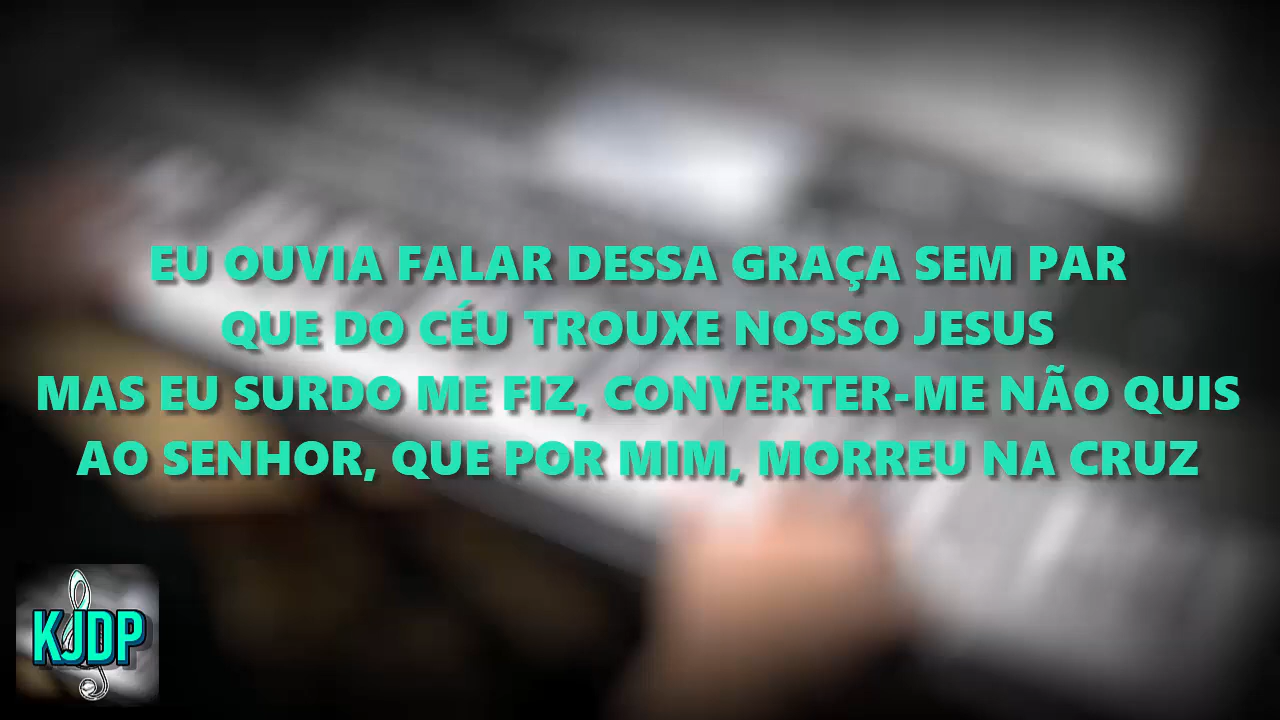 EU OUVIA FALAR DESSA GRAÇA SEM PAR
QUE DO CÉU TROUXE NOSSO JESUS
MAS EU SURDO ME FIZ, CONVERTER-ME NÃO QUIS
AO SENHOR, QUE POR MIM, MORREU NA CRUZ
KJDP